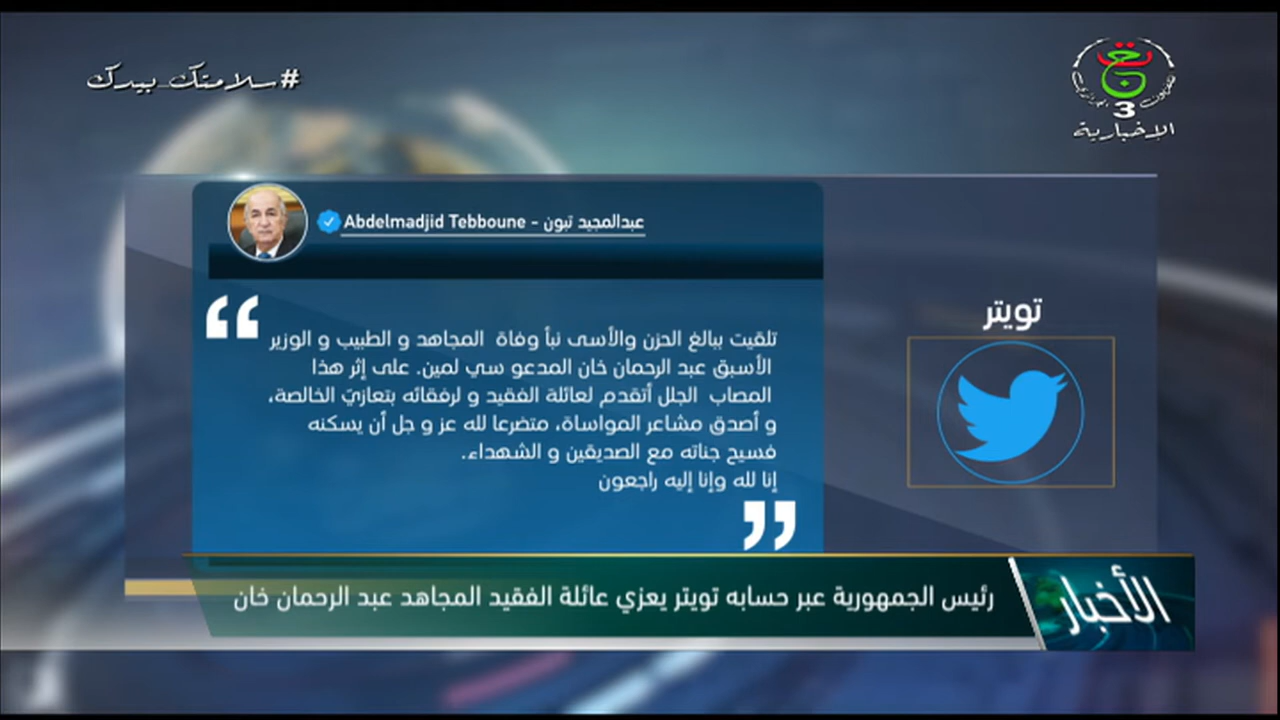 #سلامتك_بيدك
3
الإخبارية
Abdelmadjid Tebboune - عبدالمجيد تبون
تويتر
تلقيت ببالغ الحزن والأسى نبأ وفاة المجاهد و الطبيب و الوزير
الأسبق عبد الرحمان خان المدعو سي لمين. على إثر هذا
المصاب الجلل أتقدم لعائلة الفقيد و لرفقائه بتعازيّ الخالصة،
و أصدق مشاعر المواساة، متضرعا لله عز و جل أن يسكنه
فسيح جناته مع الصديقين و الشهداء.
إنا لله وإنا إليه راجعون
الأخبار
رئيس الجمهورية عبر حسابه تويتر يعزي عائلة الفقيد المجاهد عبد الرحمان خان